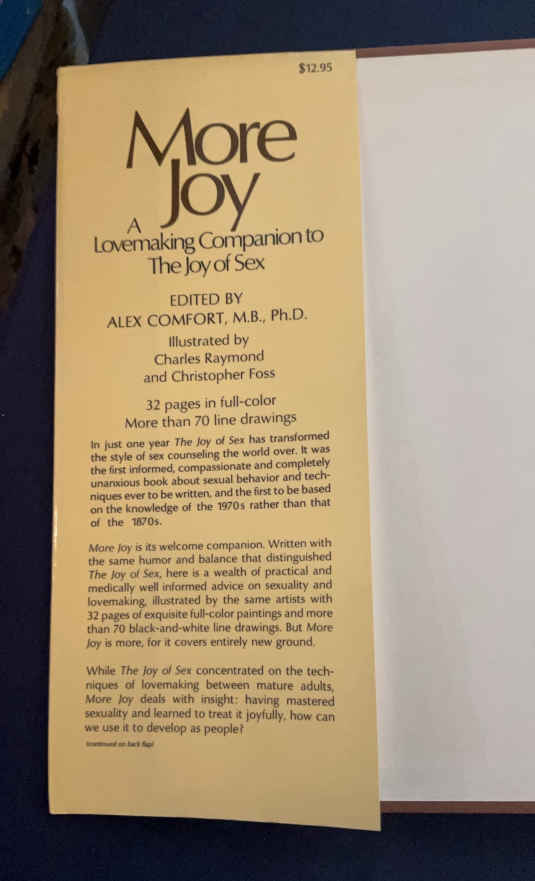 $12.95
More
Joy
A
Lovemaking Companion to
The Joy of Sex
EDITED BY
ALEX COMFORT, M.B., Ph.D.
Illustrated by
Charles Raymond
and Christopher Foss
32 pages in full-color
More than 70 line drawings
In just one year The Joy of Sex has transformed
the style of sex counseling the world over. It was
the first informed, compassionate and completely
unanxious book about sexual behavior and tech-
niques ever to be written, and the first to be based
on the knowledge of the 1970s rather than that
of the 1870s.
More Joy is its welcome companion. Written with
the same humor and balance that distinguished
The Joy of Sex, here is a wealth of practical and
medically well informed advice on sexuality and
lovemaking, illustrated by the same artists with
32 pages of exquisite full-color paintings and more
than 70 black-and-white line drawings. But More
Joy is more, for it covers entirely new ground.
While The Joy of Sex concentrated on the tech-
niques of lovemaking between mature adults,
More Joy deals with insight: having mastered
sexuality and learned to treat it joyfully, how can
we use it to develop as people?
(continued on back flap)